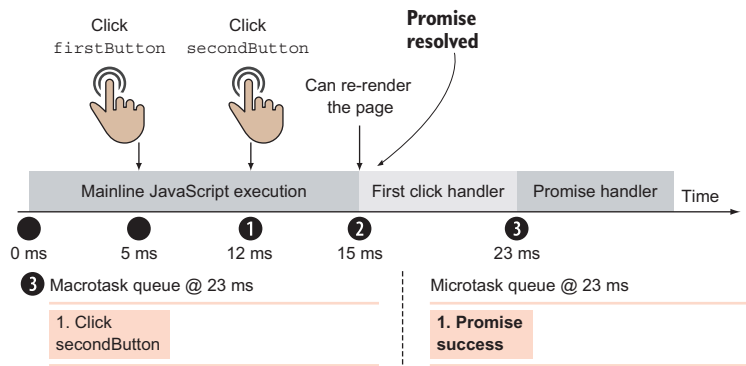 Click
firstButton
Click
secondButton
Promise
resolved
Can re-render
the page
Mainline JavaScript execution
First click handler
Promise handler
Time
1
2
3
0 ms
5 ms
12 ms
15 ms
23 ms
3 Macrotask queue @ 23 ms
Microtask queue @ 23 ms
1. Click
secondButton
1. Promise
success